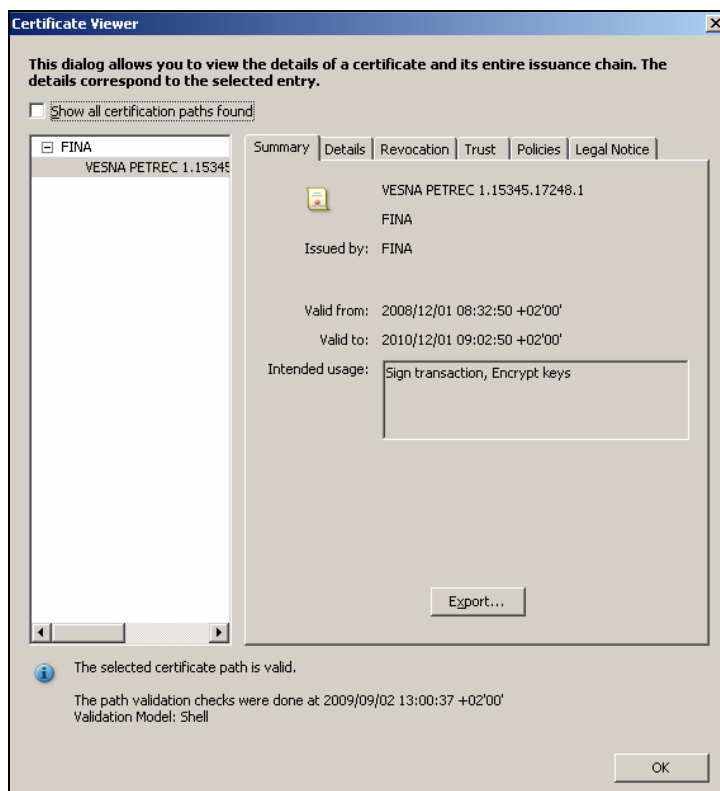 Certificate Viewer
This dialog allows you to view the details of a certificate and its entire issuance chain. The
details correspond to the selected entry.
Show all certification paths found
FINA
VESNA PETREC 1.15345
Summary Details Revocation Trust Policies Legal Notice
VESNA PETREC 1.15345.17248.1
FINA
Issued by: FINA
Valid from: 2008/12/01 08:32:50 +02'00'
Valid to: 2010/12/01 09:02:50 +02'00'
Intended usage: Sign transaction, Encrypt keys
Export...
The selected certificate path is valid.
The path validation checks were done at 2009/09/02 13:00:37 +02'00'
Validation Model: Shell
OK